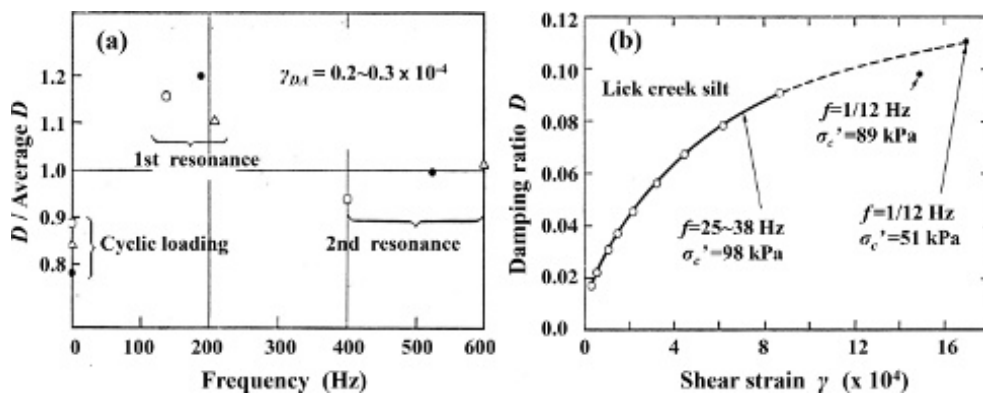 (a)
γDA = 0.2~0.3 x 10-4
1.2
1.1
1.0
0.9
0.8
D / Average D
1st resonance
2nd resonance
Cyclic loading
0
100
200
300
400
500
600
Frequency (Hz)
(b)
Lick creek silt
0.12
0.10
0.08
0.06
0.04
0.02
0.0
Damping ratio D
f=1/12 Hz
σc'=89 kPa
f=25~38 Hz
σc'=98 kPa
f=1/12 Hz
σc'=51 kPa
0
4
8
12
16
Shear strain γ (x 104)